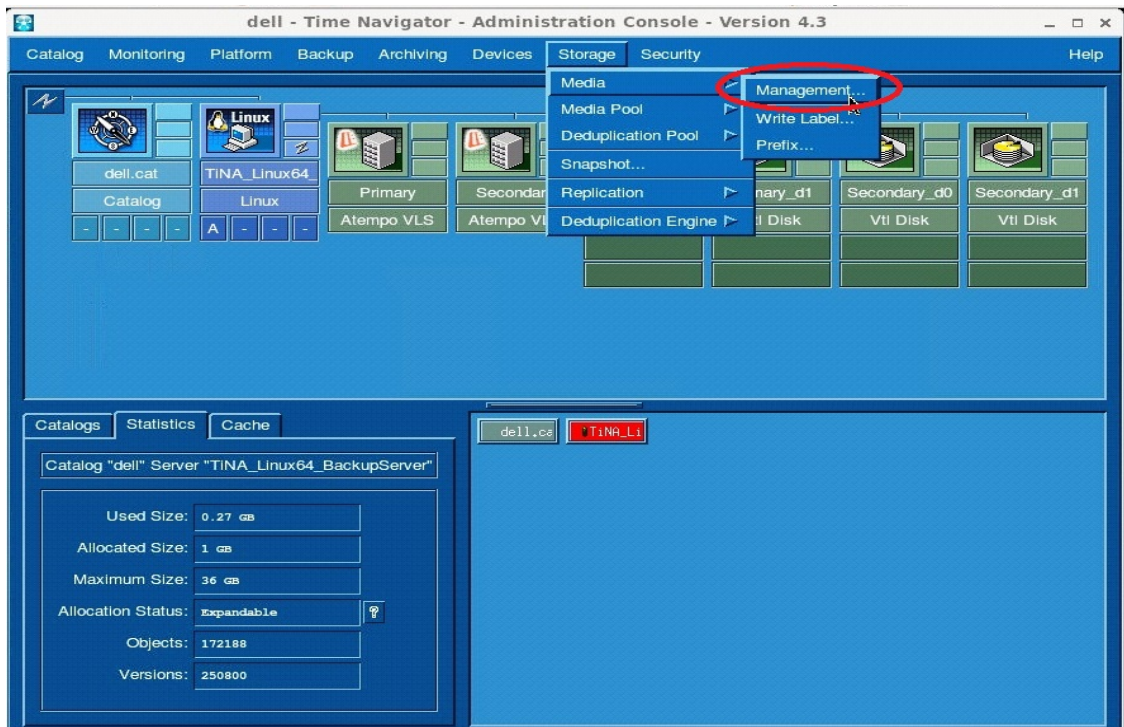 dell - Time Navigator - Administration Console - Version 4.3
Catalog Monitoring Platform Backup Archiving Devices Storage Security Help
Media
Media Pool
Deduplication Pool
Snapshot...
Replication
Deduplication Engine
Management...
Write Label...
Prefix...
Linux
dell.cat
Catalog
- - - -
TiNA_Linux64_
Linux
A - - -
Primary
Atempo VLS
Secondar
Atempo Vl
nary_d1
tl Disk
Secondary_d0
Vtl Disk
Secondary_d1
Vtl Disk
Catalogs Statistics Cache
Catalog "dell" Server "TiNA_Linux64_BackupServer"
Used Size: 0.27 GB
Allocated Size: 1 GB
Maximum Size: 36 GB
Allocation Status: Expandable ?
Objects: 172188
Versions: 250800
dell.ca
TiNA_Li